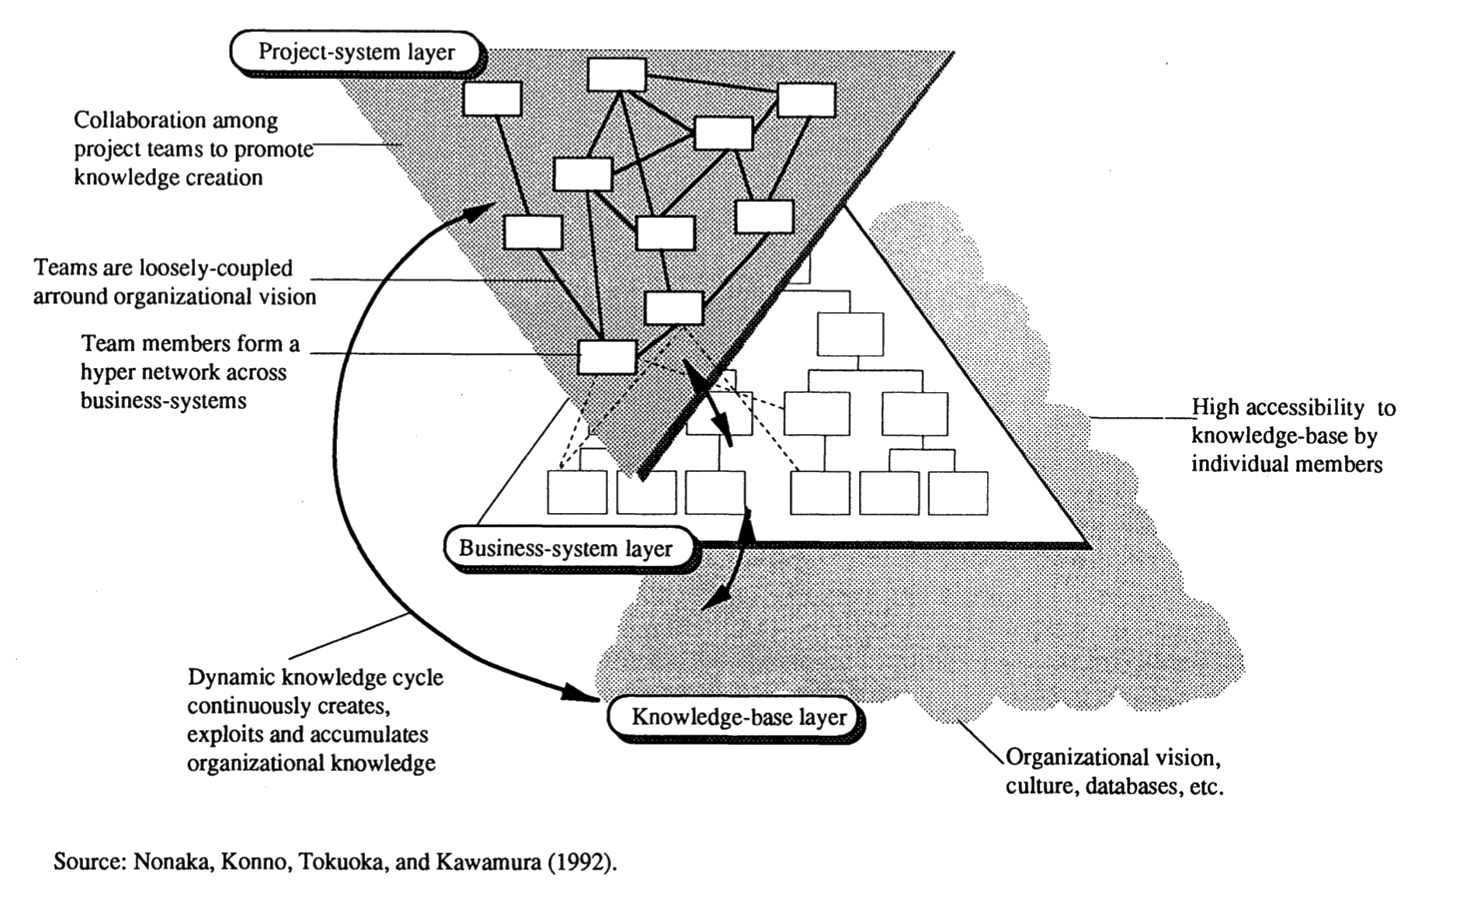 Project-system layer
Collaboration among
project teams to promote
knowledge creation
Teams are loosely-coupled
arround organizational vision
Team members form a
hyper network across
business-systems
High accessibility to
knowledge-base by
individual members
Business-system layer
Dynamic knowledge cycle
continuously creates,
exploits and accumulates
organizational knowledge
Knowledge-base layer
Organizational vision,
culture, databases, etc.
Source: Nonaka, Konno, Tokuoka, and Kawamura (1992).